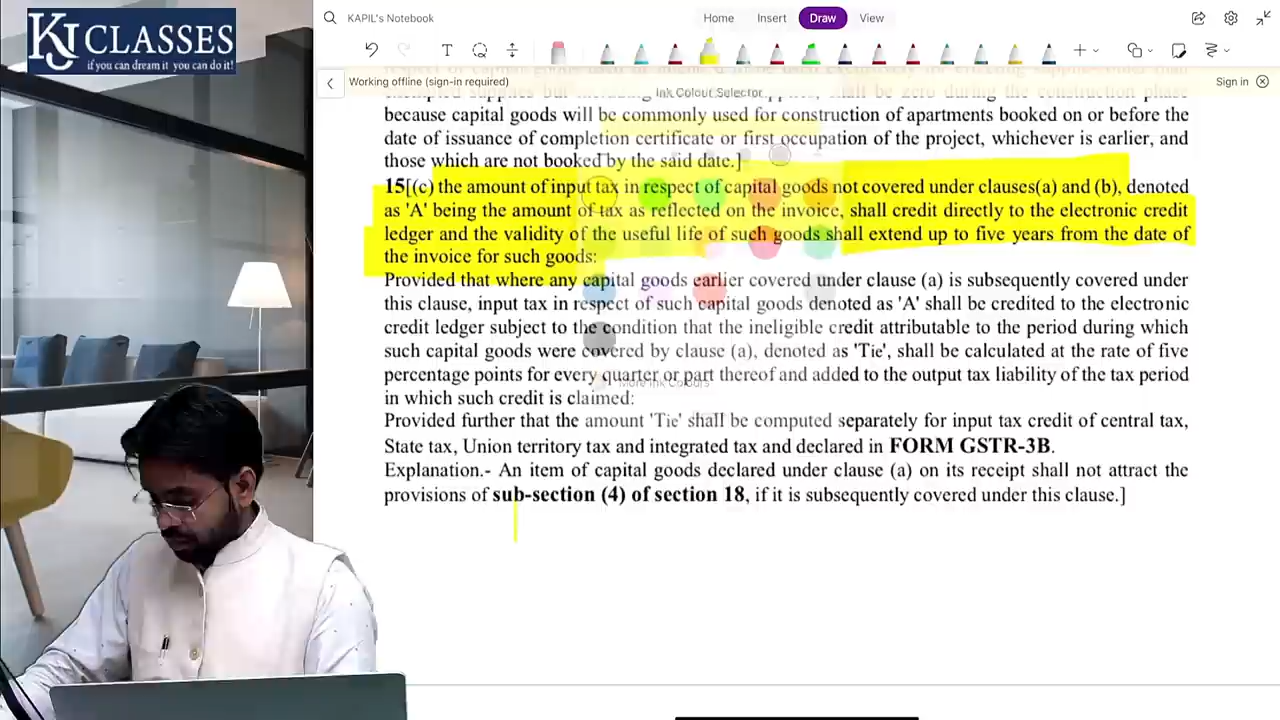 KJ CLASSES
if you can dream it you can do it!
KAPIL's Notebook
Home Insert Draw View
Working offline (sign-in required)
Sign in
Ink Colour Selector
because capital goods will be commonly used for construction of apartments booked on or before the
date of issuance of completion certificate or first occupation of the project, whichever is earlier, and
those which are not booked by the said date.]
15[(c) the amount of input tax in respect of capital goods not covered under clauses(a) and (b), denoted
as 'A' being the amount of tax as reflected on the invoice, shall credit directly to the electronic credit
ledger and the validity of the useful life of such goods shall extend up to five years from the date of
the invoice for such goods:
Provided that where any capital goods earlier covered under clause (a) is subsequently covered under
this clause, input tax in respect of such capital goods denoted as 'A' shall be credited to the electronic
credit ledger subject to the condition that the ineligible credit attributable to the period during which
such capital goods were covered by clause (a), denoted as 'Tie', shall be calculated at the rate of five
percentage points for every quarter or part thereof and added to the output tax liability of the tax period
More Ink Colours
in which such credit is claimed:
Provided further that the amount 'Tie' shall be computed separately for input tax credit of central tax,
State tax, Union territory tax and integrated tax and declared in FORM GSTR-3B.
Explanation.- An item of capital goods declared under clause (a) on its receipt shall not attract the
provisions of sub-section (4) of section 18, if it is subsequently covered under this clause.]